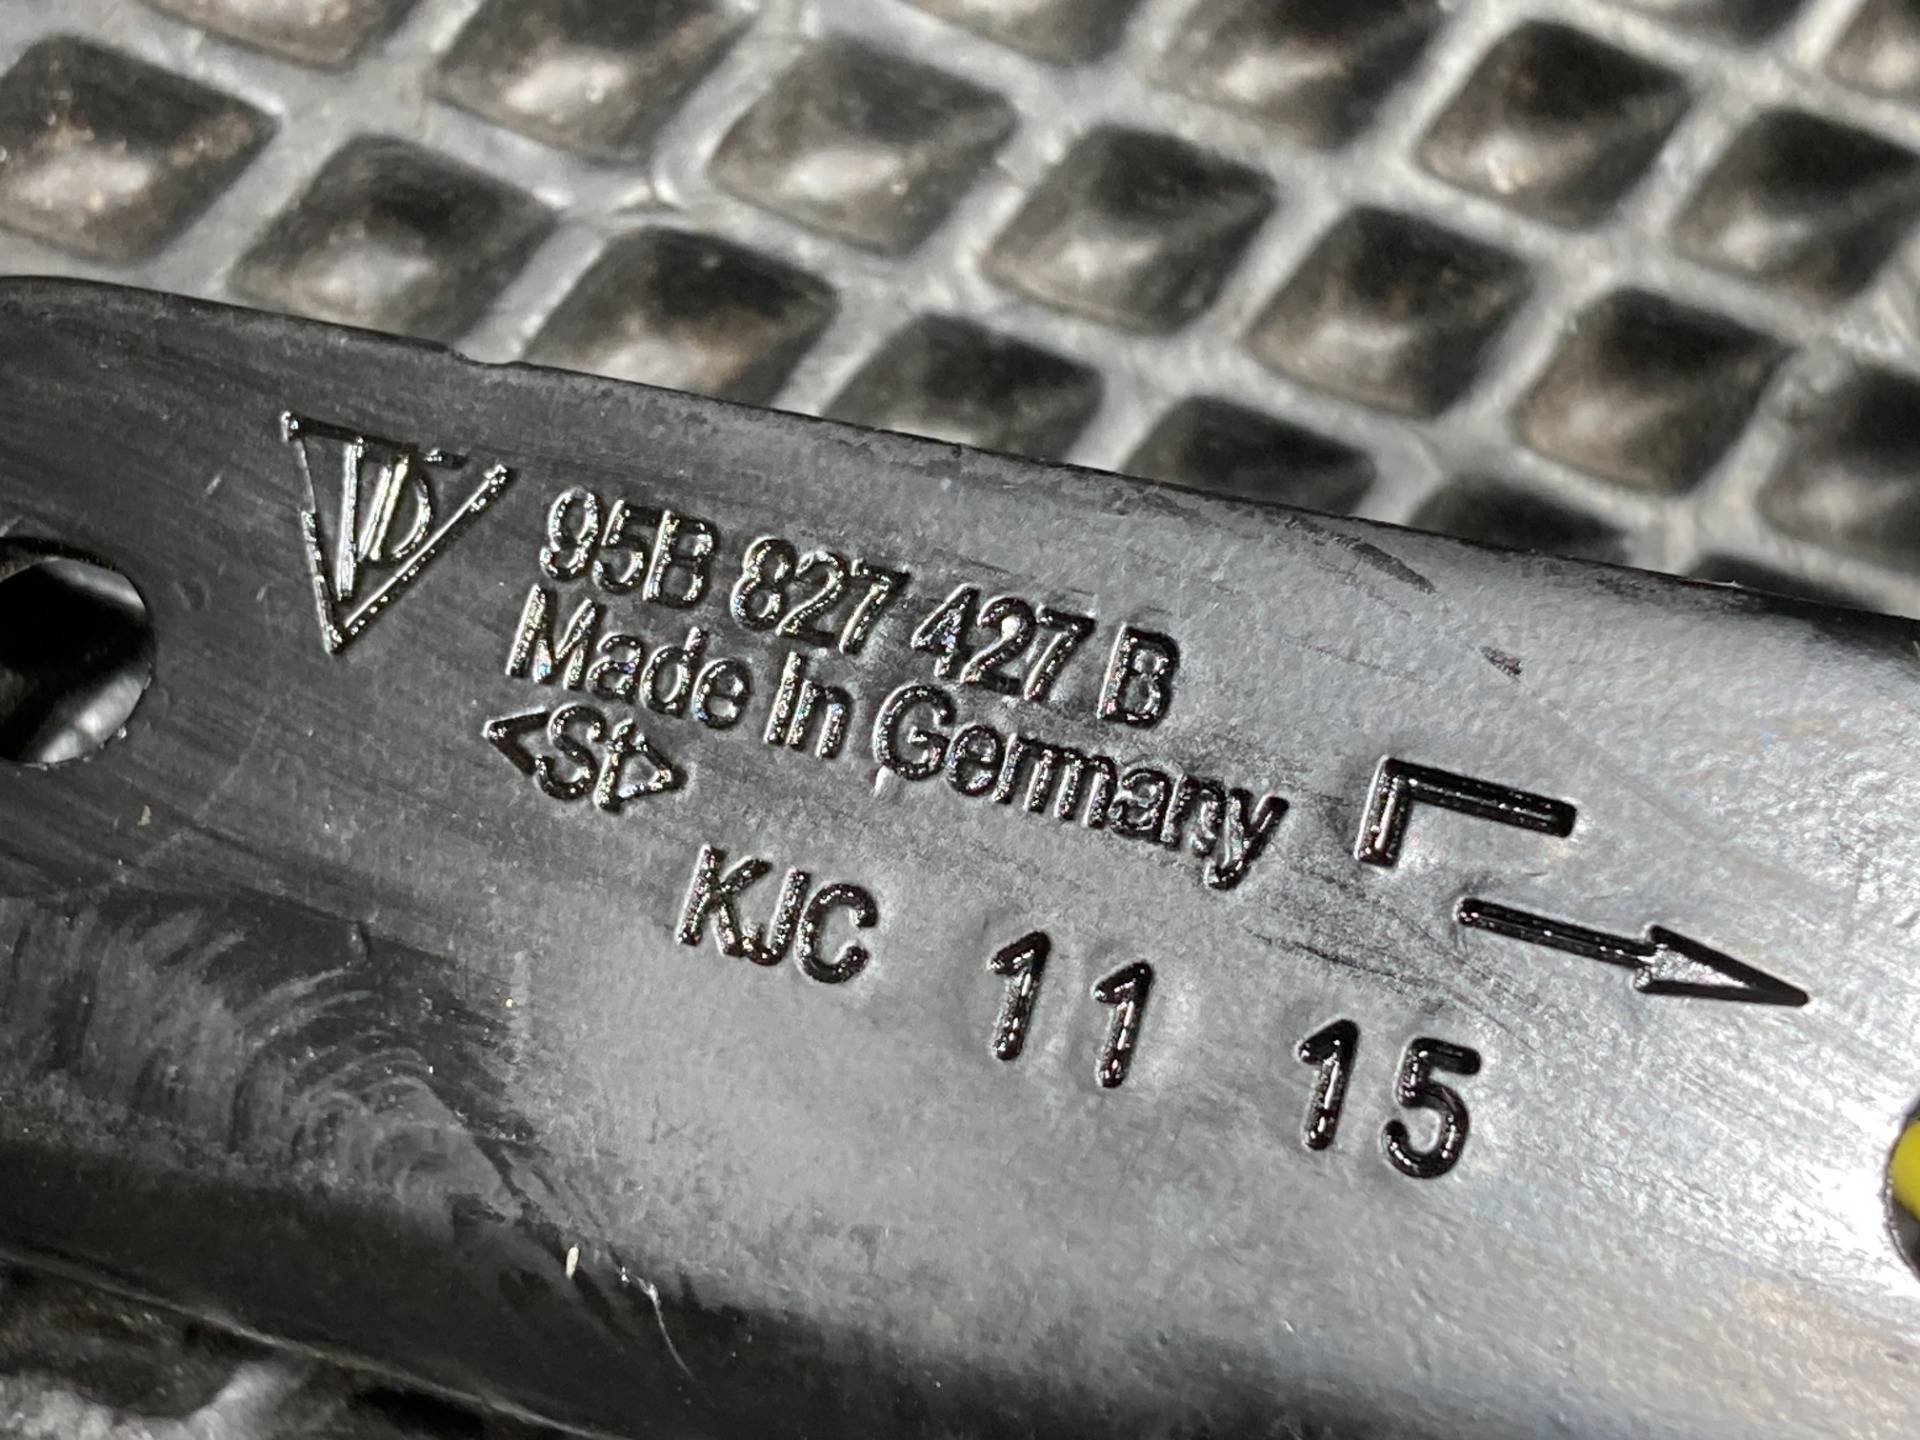 95B 827 427 B
Made In Germany
<St>
KJC 11 15